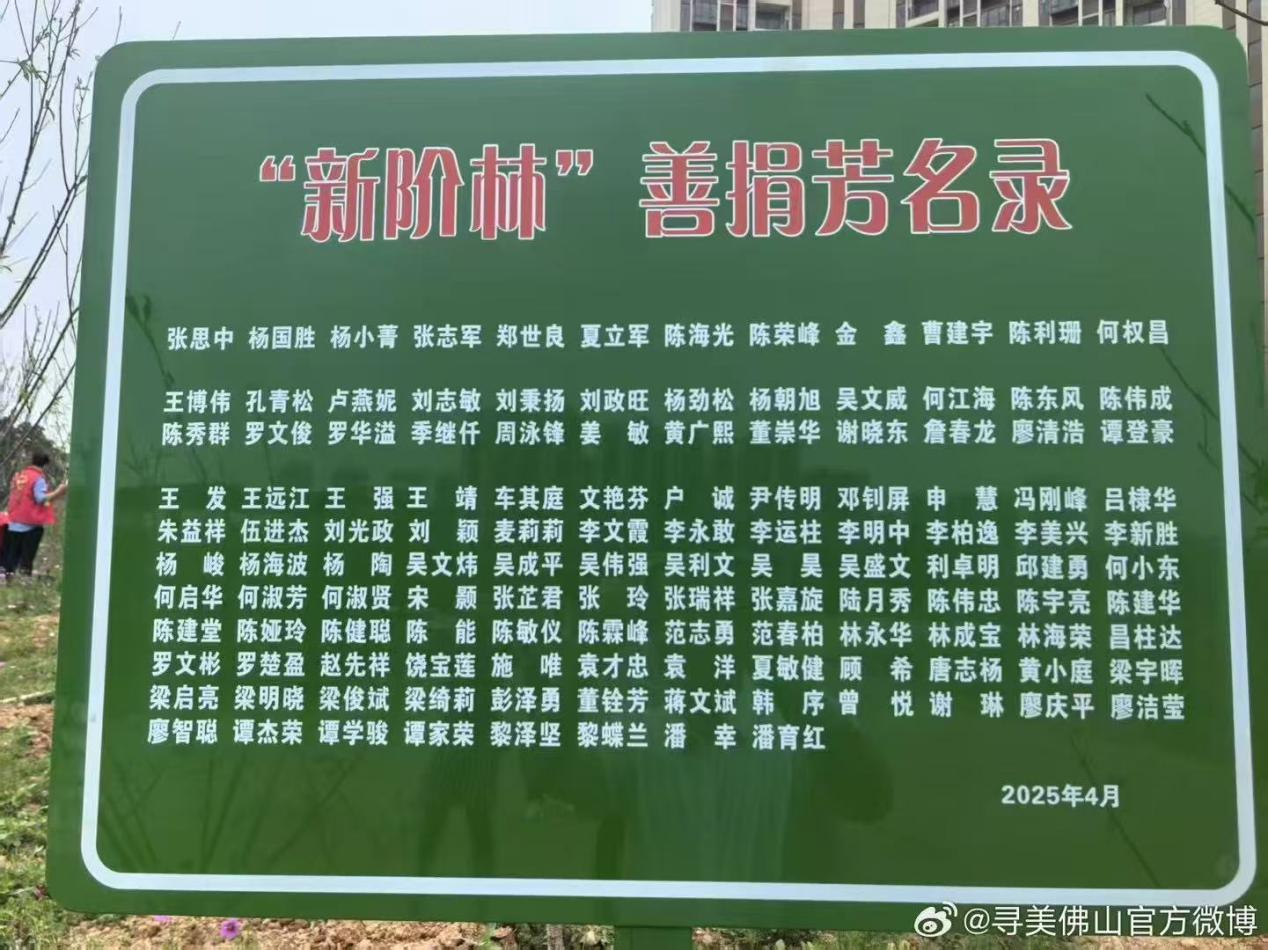 “新阶林”善捐芳名录
张思中 杨国胜 杨小菁 张志军 郑世良 夏立军 陈海光 陈荣峰 金 鑫 曹建宇 陈利珊 何权昌
王博伟 孔青松 卢燕妮 刘志敏 刘秉扬 刘政旺 杨劲松 杨朝旭 吴文威 何江海 陈东风 陈伟成
陈秀群 罗文俊 罗华溢 季继仟 周泳锋 姜 敏 黄广熙 董崇华 谢晓东 詹春龙 廖清浩 谭登豪
王 发 王远江 王 强 王 靖 车其庭 文艳芬 户 诚 尹传明 邓钊屏 申 慧 冯刚峰 吕棣华
朱益祥 伍进杰 刘光政 刘 颖 麦莉莉 李文霞 李永敢 李运柱 李明中 李柏逸 李美兴 李新胜
杨 峻 杨海波 杨 陶 吴文炜 吴成平 吴伟强 吴利文 吴 昊 吴盛文 利卓明 邱建勇 何小东
何启华 何淑芳 何淑贤 宋 颢 张芷君 张 玲 张瑞祥 张嘉旋 陆月秀 陈伟忠 陈宇亮 陈建华
陈建堂 陈娅玲 陈健聪 陈 能 陈敏仪 陈霖峰 范志勇 范春柏 林永华 林成宝 林海荣 昌柱达
罗文彬 罗楚盈 赵先祥 饶宝莲 施 唯 袁才忠 袁 洋 夏敏健 顾 希 唐志杨 黄小庭 梁宇晖
梁启亮 梁明晓 梁俊斌 梁绮莉 彭泽勇 董铨芳 蒋文斌 韩 序 曾 悦 谢 琳 廖庆平 廖洁莹
廖智聪 谭杰荣 谭学骏 谭家荣 黎泽坚 黎蝶兰 潘 幸 潘育红
2025年4月
@寻美佛山官方微博